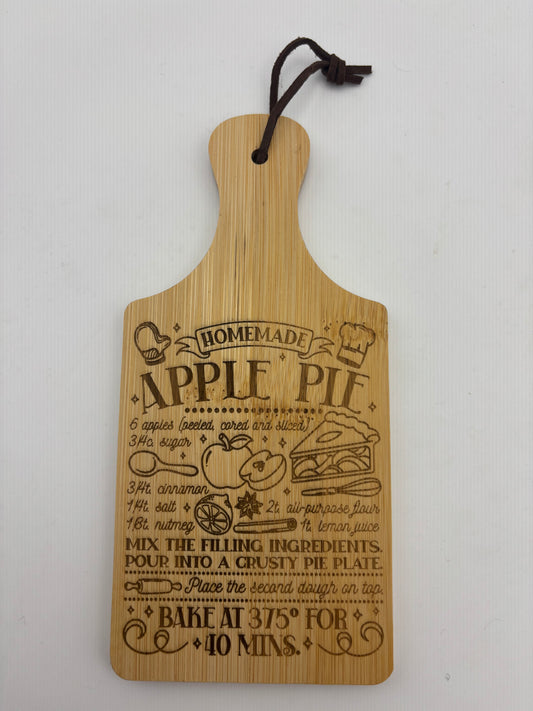 HOMEMADE
APPLE PIE
6 apples (peeled, cored and sliced)
3/4c. sugar
3/4t. cinnamon
1/4t. salt
2t. all-purpose flour
1/8t. nutmeg
1t. lemon juice
MIX THE FILLING INGREDIENTS.
POUR INTO A CRUSTY PIE PLATE.
Place the second dough on top.
BAKE AT 375° FOR
40 MINS.